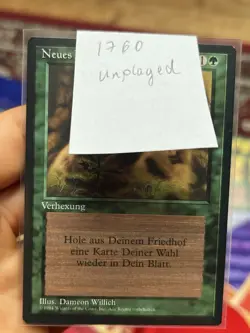 Neues
1760
unplayed
Verhexung
Hole aus Deinem Friedhof
eine Karte Deiner Wahl
wieder in Dein Blatt.
Illus. Dameon Willich